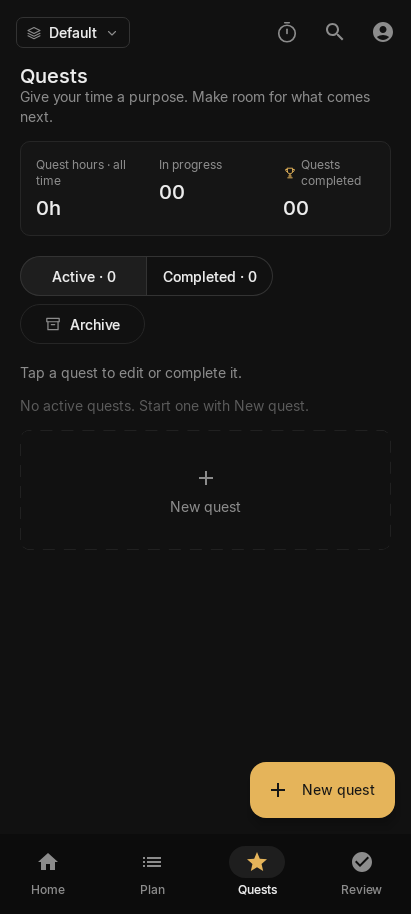 Default
Quests
Give your time a purpose. Make room for what comes
next.
Quest hours · all
time
0h
In progress
00
Quests
completed
00
Active · 0
Completed · 0
Archive
Tap a quest to edit or complete it.
No active quests. Start one with New quest.
New quest
New quest
Home
Plan
Quests
Review